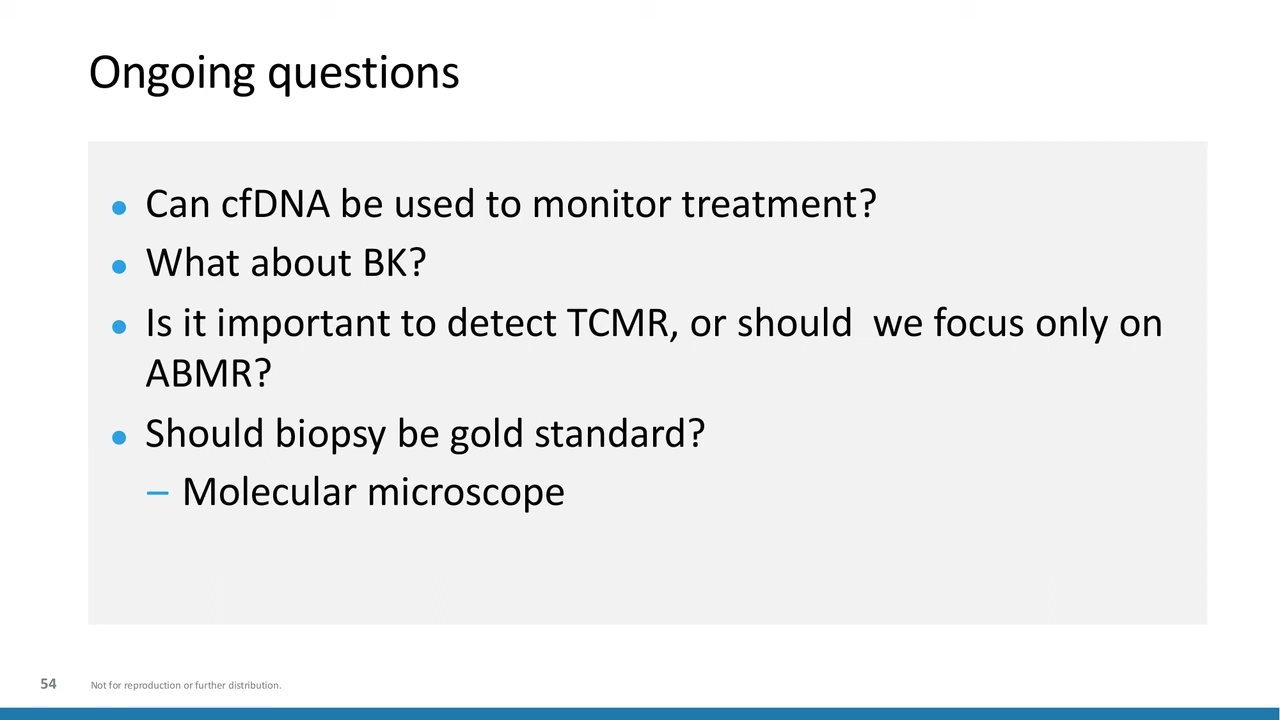 Ongoing questions
● Can cfDNA be used to monitor treatment?
● What about BK?
● Is it important to detect TCMR, or should  we focus only on
ABMR?
● Should biopsy be gold standard?
– Molecular microscope
54 Not for reproduction or further distribution.